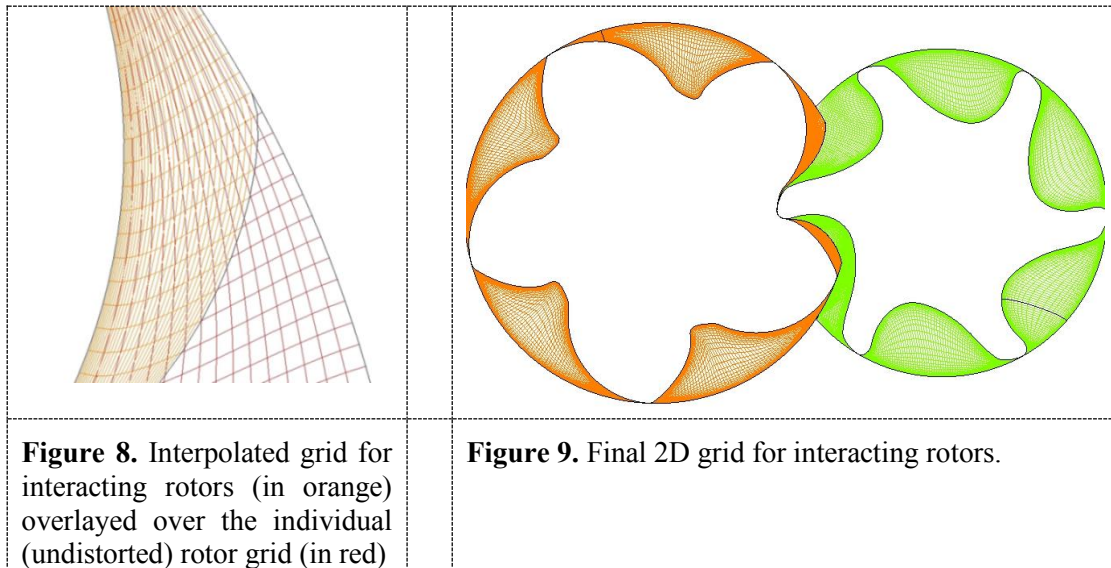 Figure 8. Interpolated grid for
interacting rotors (in orange)
overlayed over the individual
(undistorted) rotor grid (in red)
Figure 9. Final 2D grid for interacting rotors.